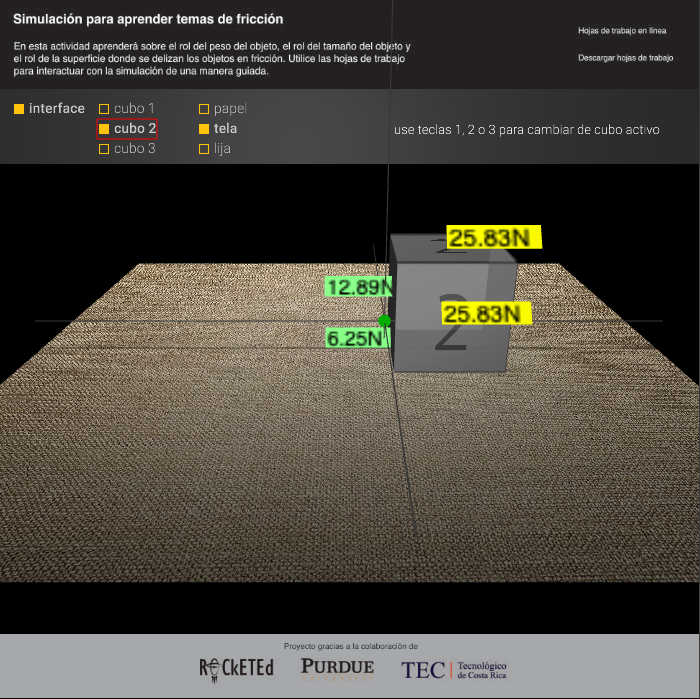 Simulación para aprender temas de fricción
Hojas de trabajo en línea
En esta actividad aprenderá sobre el rol del peso del objeto, el rol del tamaño del objeto y
el rol de la superficie donde se delizan los objetos en fricción. Utilice las hojas de trabajo
para interactuar con la simulación de una manera guiada.
Descargar hojas de trabajo
interface
cubo 1
papel
cubo 2
tela
use teclas 1, 2 o 3 para cambiar de cubo activo
cubo 3
lija
25.83N
12.89N
25.83N
2
6.25N
Proyecto gracias a la colaboración de
RocKETEd
PURDUE
TEC
Tecnológico
de Costa Rica